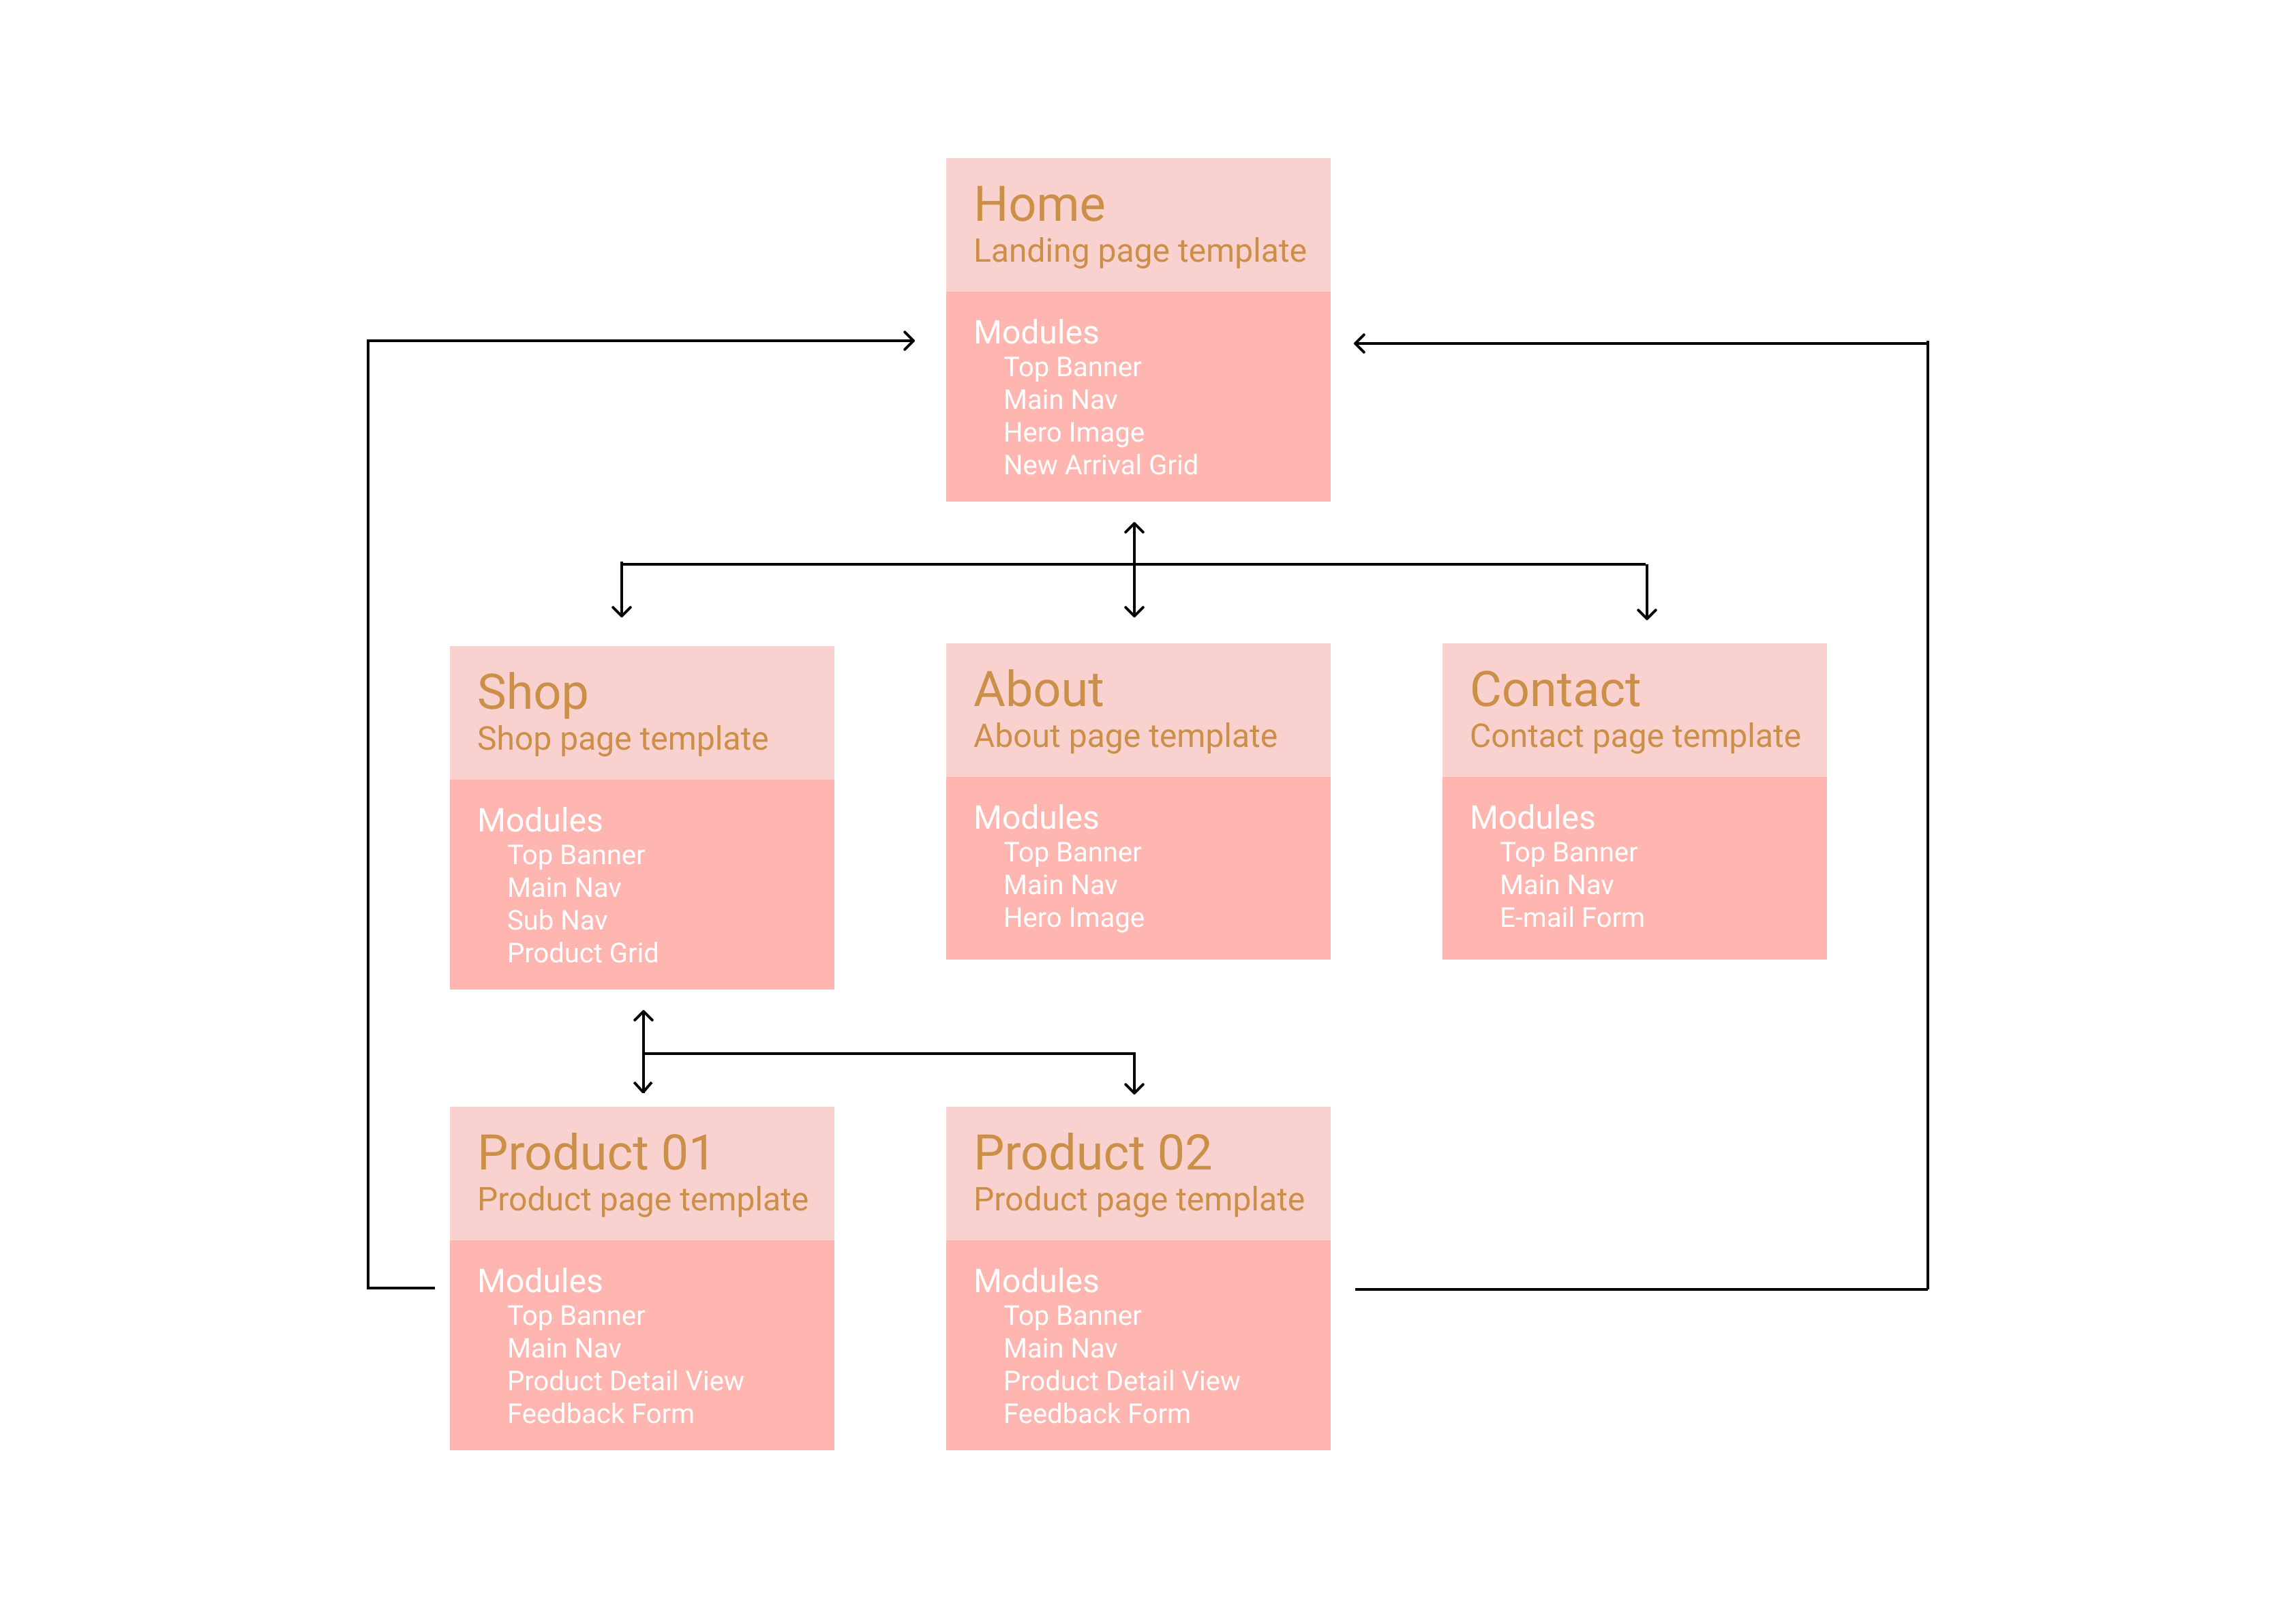 Home
Landing page template
Modules
Top Banner
Main Nav
Hero Image
New Arrival Grid
Shop
Shop page template
Modules
Top Banner
Main Nav
Sub Nav
Product Grid
About
About page template
Modules
Top Banner
Main Nav
Hero Image
Contact
Contact page template
Modules
Top Banner
Main Nav
E-mail Form
Product 01
Product page template
Modules
Top Banner
Main Nav
Product Detail View
Feedback Form
Product 02
Product page template
Modules
Top Banner
Main Nav
Product Detail View
Feedback Form